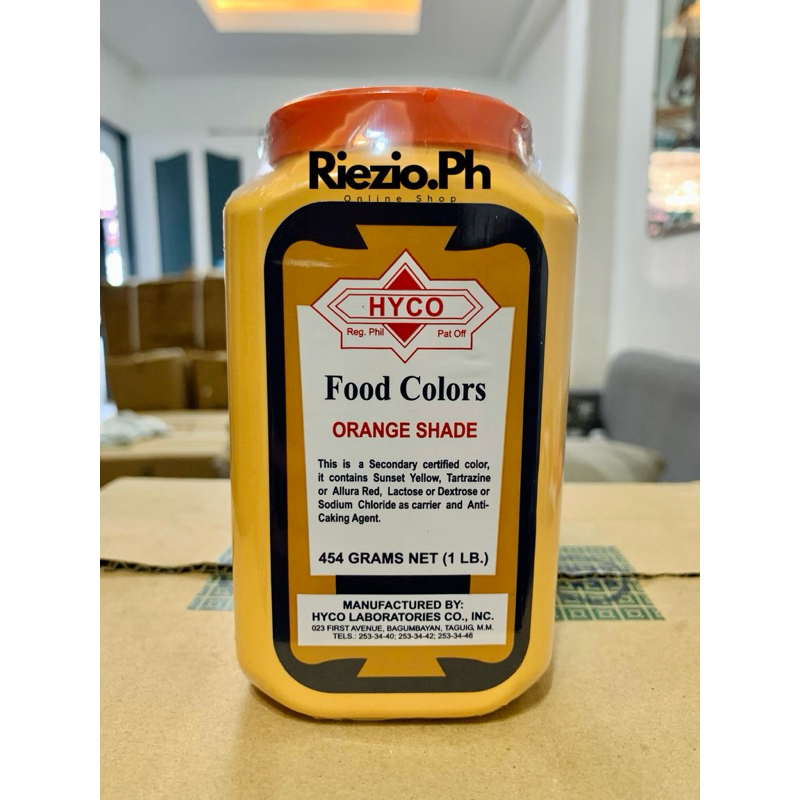 Riezio.Ph
Online Shop
HYCO
Reg. Phil Pat Off
Food Colors
ORANGE SHADE
This is a Secondary certified color,
it contains Sunset Yellow, Tartrazine
or Allura Red, Lactose or Dextrose or
Sodium Chloride as carrier and Anti-
Caking Agent.
454 GRAMS NET (1 LB.)
MANUFACTURED BY:
HYCO LABORATORIES CO., INC.
023 FIRST AVENUE, BAGUMBAYAN, TAGUIG, M.M.
TELS.: 253-34-40; 253-34-42; 253-34-46